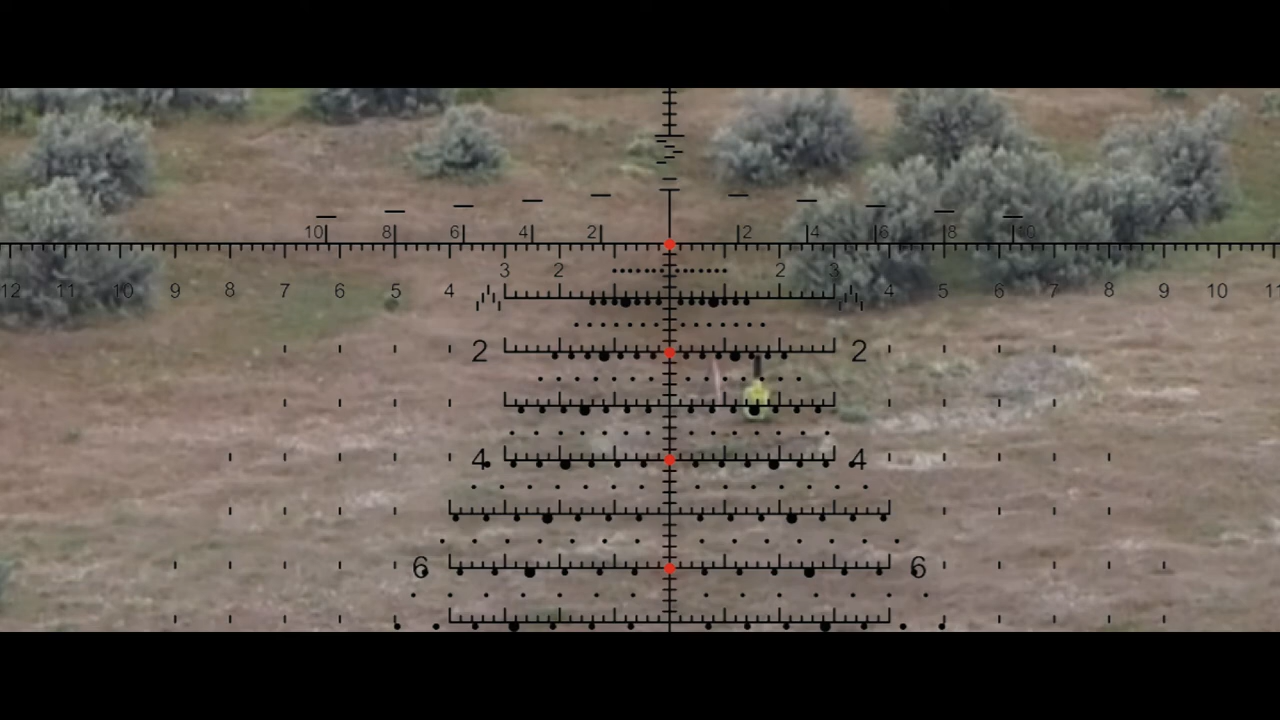 10 8 6 4 2 2 4 6 8 10
3 2 2 3
12 11 10 9 8 7 6 5 4 4 5 6 7 8 9 10 11
2 2
4 4
6 6